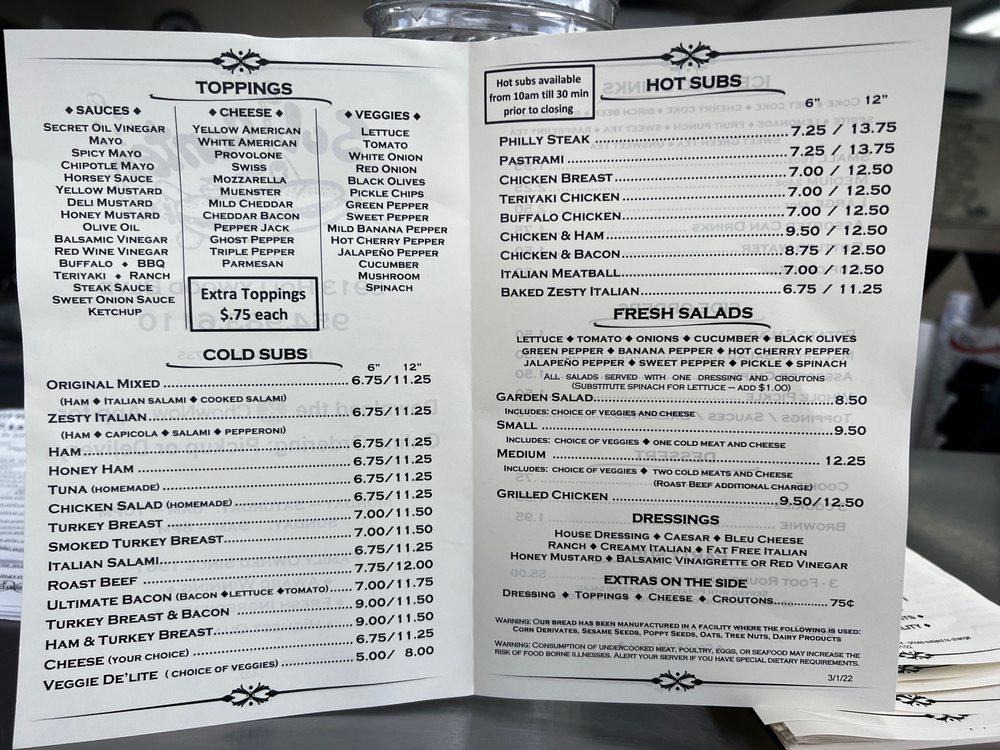 TOPPINGS
◆ SAUCES ◆
SECRET OIL VINEGAR
MAYO
SPICY MAYO
CHIPOTLE MAYO
HORSEY SAUCE
YELLOW MUSTARD
DELI MUSTARD
HONEY MUSTARD
OLIVE OIL
BALSAMIC VINEGAR
RED WINE VINEGAR
BUFFALO ◆ BBQ
TERIYAKI ◆ RANCH
STEAK SAUCE
SWEET ONION SAUCE
KETCHUP
◆ CHEESE ◆
YELLOW AMERICAN
WHITE AMERICAN
PROVOLONE
SWISS
MOZZARELLA
MUENSTER
MILD CHEDDAR
CHEDDAR BACON
PEPPER JACK
GHOST PEPPER
TRIPLE PEPPER
PARMESAN
Extra Toppings
$.75 each
◆ VEGGIES ◆
LETTUCE
TOMATO
WHITE ONION
RED ONION
BLACK OLIVES
PICKLE CHIPS
GREEN PEPPER
SWEET PEPPER
MILD BANANA PEPPER
HOT CHERRY PEPPER
JALAPEÑO PEPPER
CUCUMBER
MUSHROOM
SPINACH
COLD SUBS
6” 12”
ORIGINAL MIXED ... 6.75/11.25
(HAM ◆ ITALIAN SALAMI ◆ COOKED SALAMI)
ZESTY ITALIAN ... 6.75/11.25
(HAM ◆ CAPICOLA ◆ SALAMI ◆ PEPPERONI)
HAM ... 6.75/11.25
HONEY HAM ... 6.75/11.25
TUNA (HOMEMADE) ... 6.75/11.25
CHICKEN SALAD (HOMEMADE) ... 6.75/11.25
TURKEY BREAST ... 7.00/11.50
SMOKED TURKEY BREAST... 7.00/11.50
ITALIAN SALAMI ... 6.75/11.25
ROAST BEEF ... 7.75/12.00
ULTIMATE BACON (BACON ◆LETTUCE ◆TOMATO)... 7.00/11.75
TURKEY BREAST & BACON ... 9.00/11.50
HAM & TURKEY BREAST... 9.00/11.50
CHEESE (YOUR CHOICE) ... 6.75/11.25
VEGGIE DE’LITE ( CHOICE OF VEGGIES) ... 5.00/ 8.00
Hot subs available
from 10am till 30 min
prior to closing
HOT SUBS
6” 12”
PHILLY STEAK ... 7.25 / 13.75
PASTRAMI ... 7.25 / 13.75
CHICKEN BREAST... 7.00 / 12.50
TERIYAKI CHICKEN... 7.00 / 12.50
BUFFALO CHICKEN... 7.00 / 12.50
CHICKEN & HAM... 9.50 / 12.50
CHICKEN & BACON... 8.75 / 12.50
ITALIAN MEATBALL... 7.00 / 12.50
BAKED ZESTY ITALIAN... 6.75 / 11.25
FRESH SALADS
LETTUCE ◆ TOMATO ◆ ONIONS ◆ CUCUMBER ◆ BLACK OLIVES
GREEN PEPPER ◆ BANANA PEPPER ◆ HOT CHERRY PEPPER
JALAPEÑO PEPPER ◆ SWEET PEPPER ◆ PICKLE ◆ SPINACH
ALL SALADS SERVED WITH ONE DRESSING AND CROUTONS
(SUBSTITUTE SPINACH FOR LETTUCE – ADD $1.00)
GARDEN SALAD... 8.50
INCLUDES: CHOICE OF VEGGIES AND CHEESE
SMALL ... 9.50
INCLUDES: CHOICE OF VEGGIES ◆ ONE COLD MEAT AND CHEESE
MEDIUM ... 12.25
INCLUDES: CHOICE OF VEGGIES ◆ TWO COLD MEATS AND CHEESE
(ROAST BEEF ADDITIONAL CHARGE)
GRILLED CHICKEN ... 9.50/12.50
DRESSINGS
HOUSE DRESSING ◆ CAESAR ◆ BLEU CHEESE
RANCH ◆ CREAMY ITALIAN ◆ FAT FREE ITALIAN
HONEY MUSTARD ◆ BALSAMIC VINAIGRETTE OR RED VINEGAR
EXTRAS ON THE SIDE
DRESSING ◆ TOPPINGS ◆ CHEESE ◆ CROUTONS... 75¢
WARNING: OUR BREAD HAS BEEN MANUFACTURED IN A FACILITY WHERE THE FOLLOWING IS USED:
CORN DERIVATES, SESAME SEEDS, POPPY SEEDS, OATS, TREE NUTS, DAIRY PRODUCTS
WARNING: CONSUMPTION OF UNDERCOOKED MEAT, POULTRY, EGGS, OR SEAFOOD MAY INCREASE THE
RISK OF FOOD BORNE ILLNESSES. ALERT YOUR SERVER IF YOU HAVE SPECIAL DIETARY REQUIREMENTS.
3/1/22